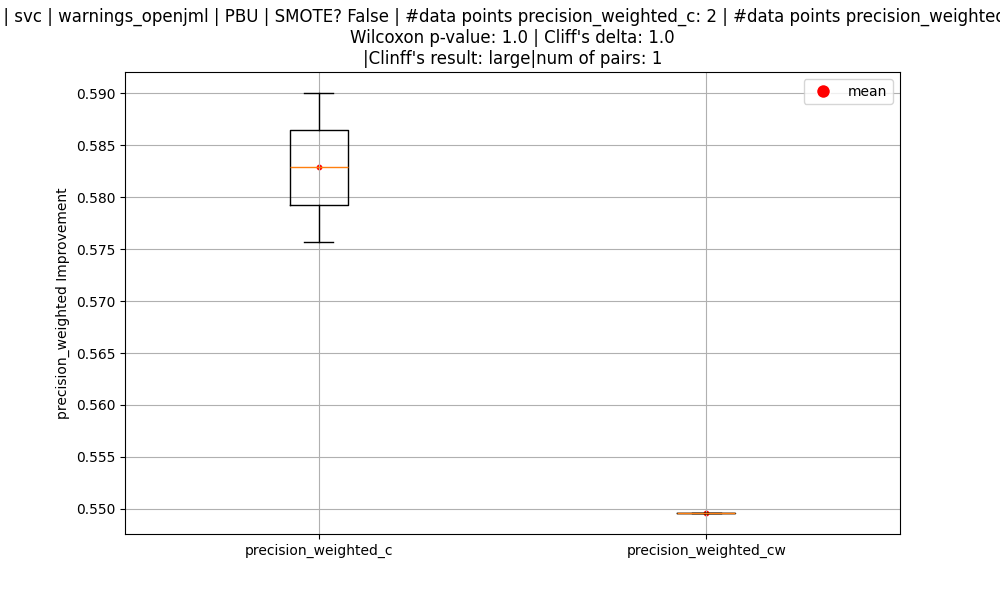 | svc | warnings_openjml | PBU | SMOTE? False | #data points precision_weighted_c: 2 | #data points precision_weighted
Wilcoxon p-value: 1.0 | Cliff's delta: 1.0
|Clinff's result: large|num of pairs: 1
mean
0.590
0.585
0.580
0.575
0.570
0.565
0.560
0.555
0.550
precision_weighted Improvement
precision_weighted_c
precision_weighted_cw